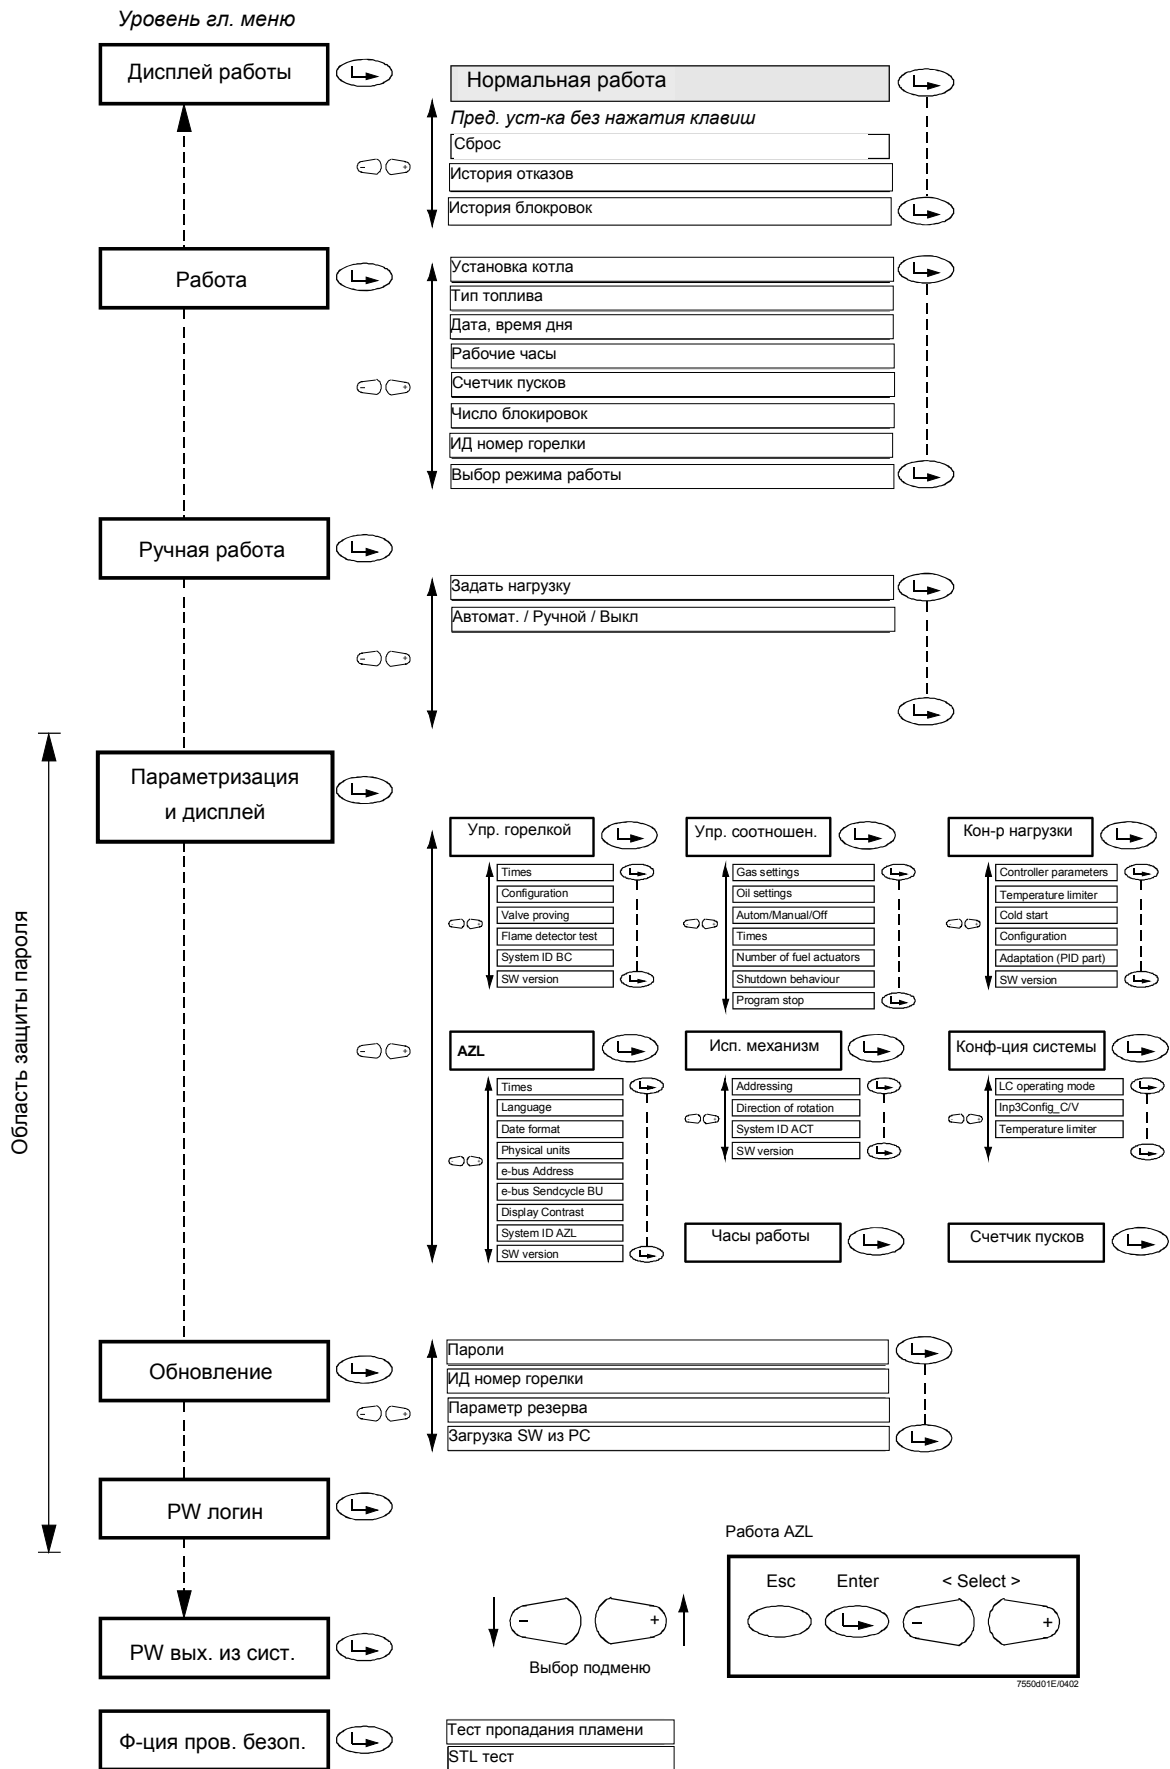 Уровень гл. меню
Дисплей работы
Нормальная работа
Пред. уст-ка без нажатия клавиш
Сброс
История отказов
История блокровок
Работа
Установка котла
Тип топлива
Дата, время дня
Рабочие часы
Счетчик пусков
Число блокировок
ИД номер горелки
Выбор режима работы
Ручная работа
Задать нагрузку
Автомат. / Ручной / Выкл
Область защиты пароля
Параметризация
и дисплей
Упр. горелкой
Times
Configuration
Valve proving
Flame detector test
System ID BC
SW version
Упр. соотношен.
Gas settings
Oil settings
Autom/Manual/Off
Times
Number of fuel actuators
Shutdown behaviour
Program stop
Кон-р нагрузки
Controller parameters
Temperature limiter
Cold start
Configuration
Adaptation (PID part)
SW version
AZL
Times
Language
Date format
Physical units
e-bus Address
e-bus Sendcycle BU
Display Contrast
System ID AZL
SW version
Исп. механизм
Addressing
Direction of rotation
System ID ACT
SW version
Конф-ция системы
LC operating mode
Inp3Config_C/V
Temperature limiter
Часы работы
Счетчик пусков
Обновление
Пароли
ИД номер горелки
Параметр резерва
Загрузка SW из PC
PW логин
PW вых. из сист.
- +
Выбор подменю
Работа AZL
Esc Enter < Select >
- +
7550d01E/0402
Ф-ция пров. безоп.
Тест пропадания пламени
STL тест